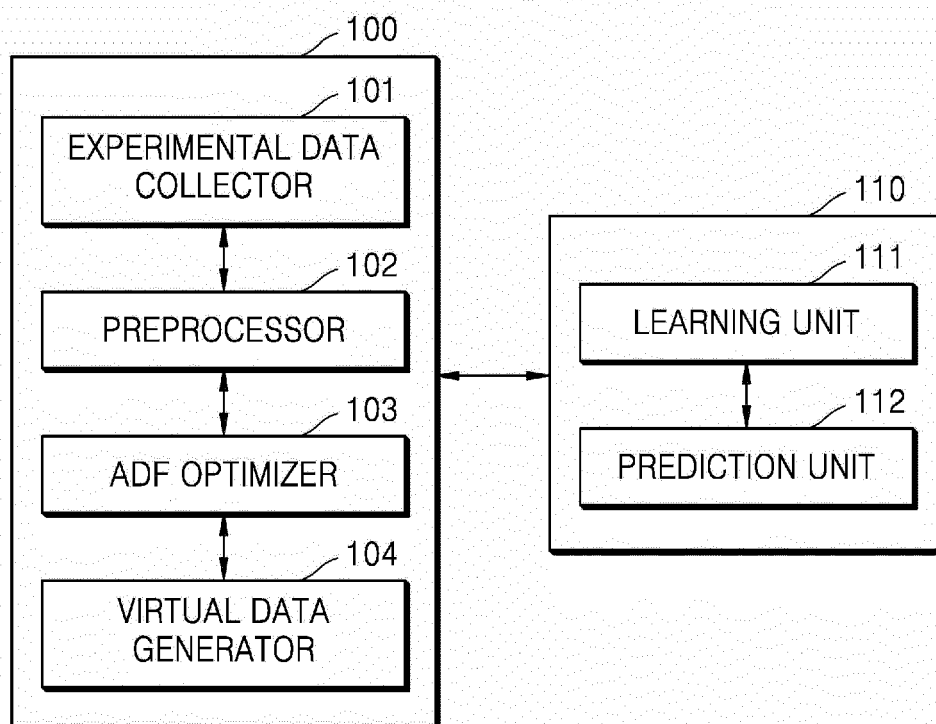 100
101
EXPERIMENTAL DATA
COLLECTOR
102
PREPROCESSOR
103
ADF OPTIMIZER
104
VIRTUAL DATA
GENERATOR
110
111
LEARNING UNIT
112
PREDICTION UNIT